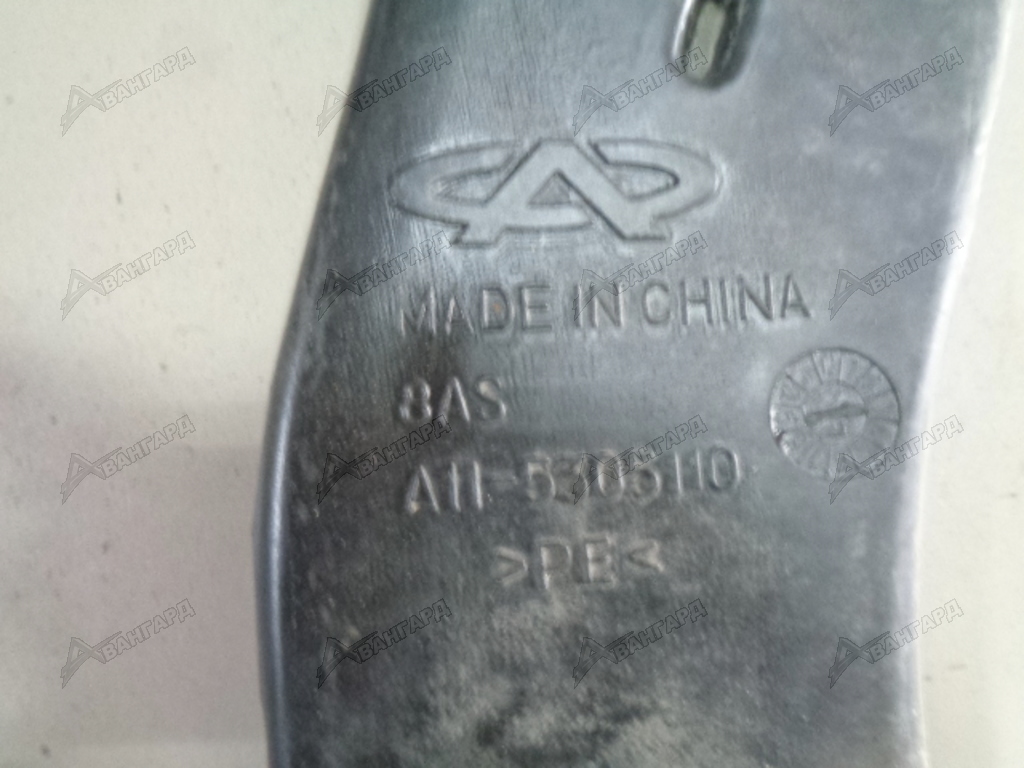 MADE IN CHINA
8AS
A11-5305110
>PE<
АВАНГАРД